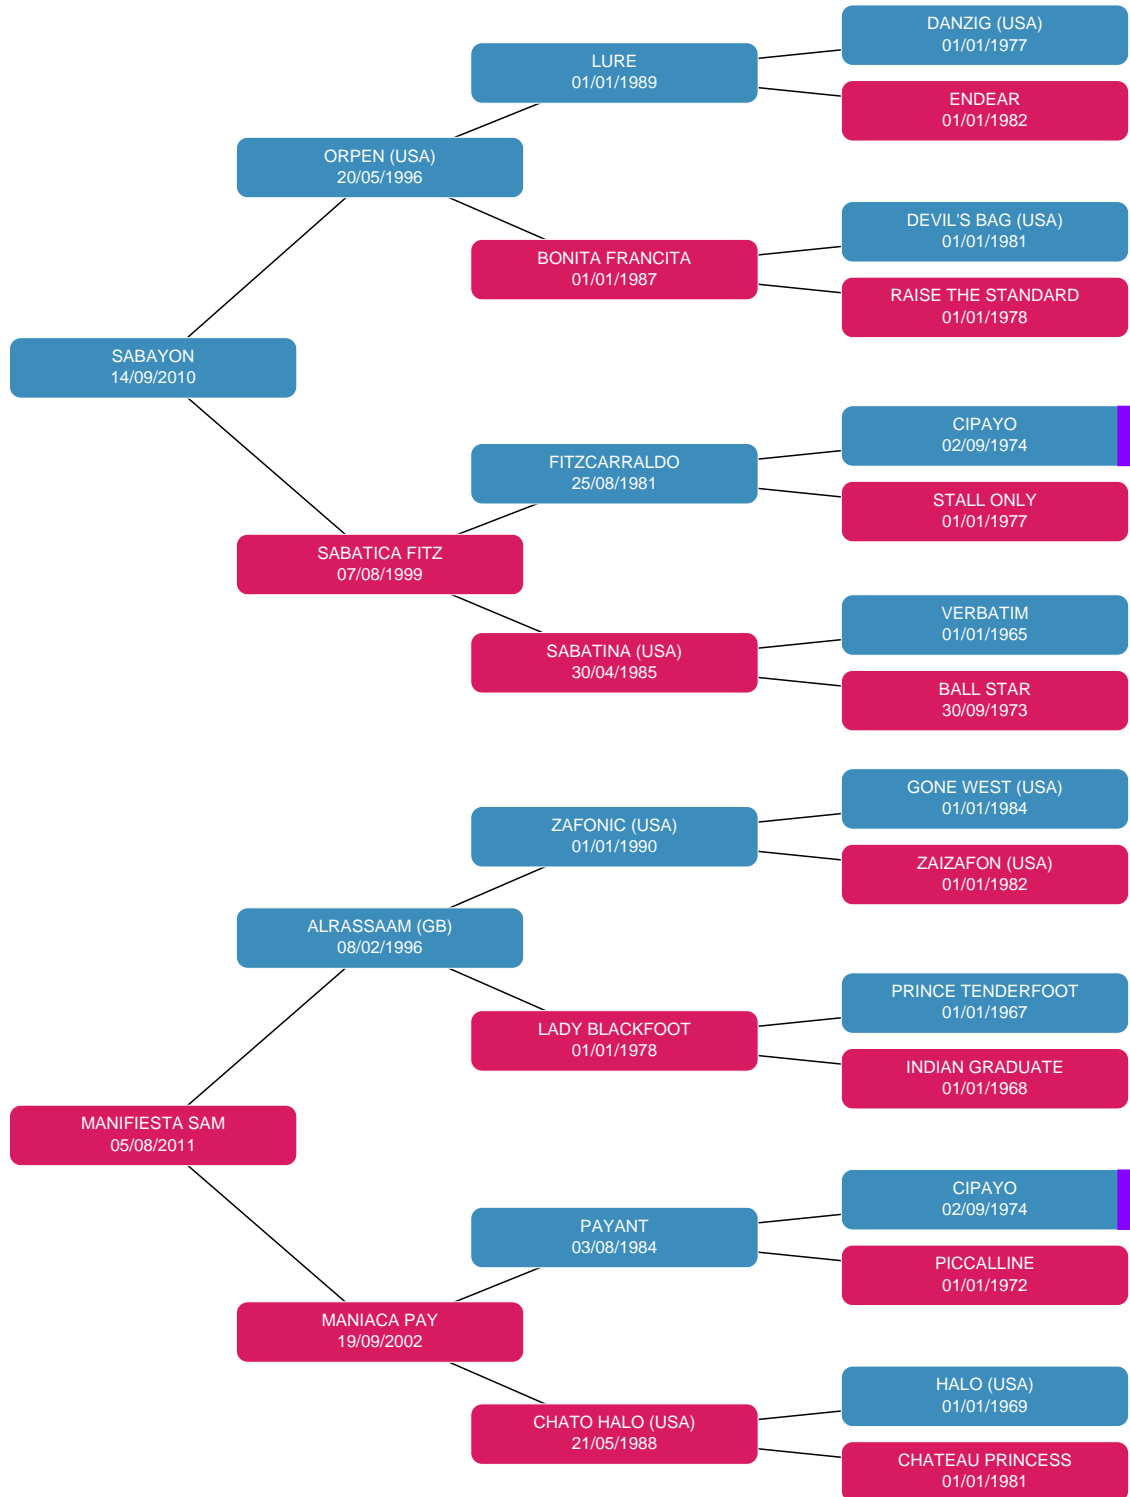 DANZIG (USA)
01/01/1977
LURE
01/01/1989
ENDEAR
01/01/1982
ORPEN (USA)
20/05/1996
DEVIL'S BAG (USA)
01/01/1981
BONITA FRANCITA
01/01/1987
RAISE THE STANDARD
01/01/1978
SABAYON
14/09/2010
CIPAYO
02/09/1974
FITZCARRALDO
25/08/1981
STALL ONLY
01/01/1977
SABATICA FITZ
07/08/1999
VERBATIM
01/01/1965
SABATINA (USA)
30/04/1985
BALL STAR
30/09/1973
GONE WEST (USA)
01/01/1984
ZAFONIC (USA)
01/01/1990
ZAIZAFON (USA)
01/01/1982
ALRASSAAM (GB)
08/02/1996
PRINCE TENDERFOOT
01/01/1967
LADY BLACKFOOT
01/01/1978
INDIAN GRADUATE
01/01/1968
MANIFIESTA SAM
05/08/2011
CIPAYO
02/09/1974
PAYANT
03/08/1984
PICCALLINE
01/01/1972
MANIACA PAY
19/09/2002
HALO (USA)
01/01/1969
CHATO HALO (USA)
21/05/1988
CHATEAU PRINCESS
01/01/1981